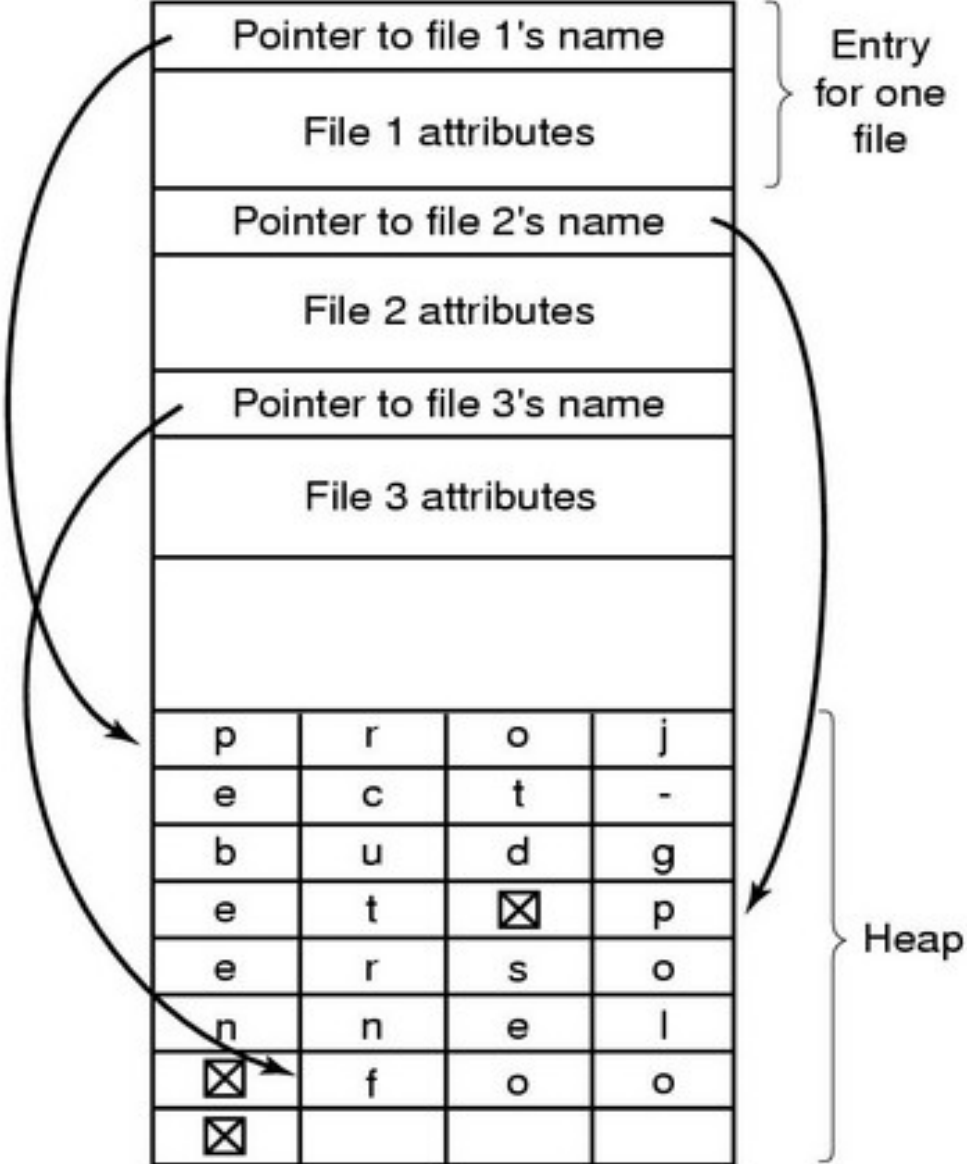 Pointer to file 1's name
Entry
for one
file
File 1 attributes
Pointer to file 2's name
File 2 attributes
Pointer to file 3's name
File 3 attributes
p r o j
e c t -
b u d g
e t p
e r s o
Heap
n n e l
f o o